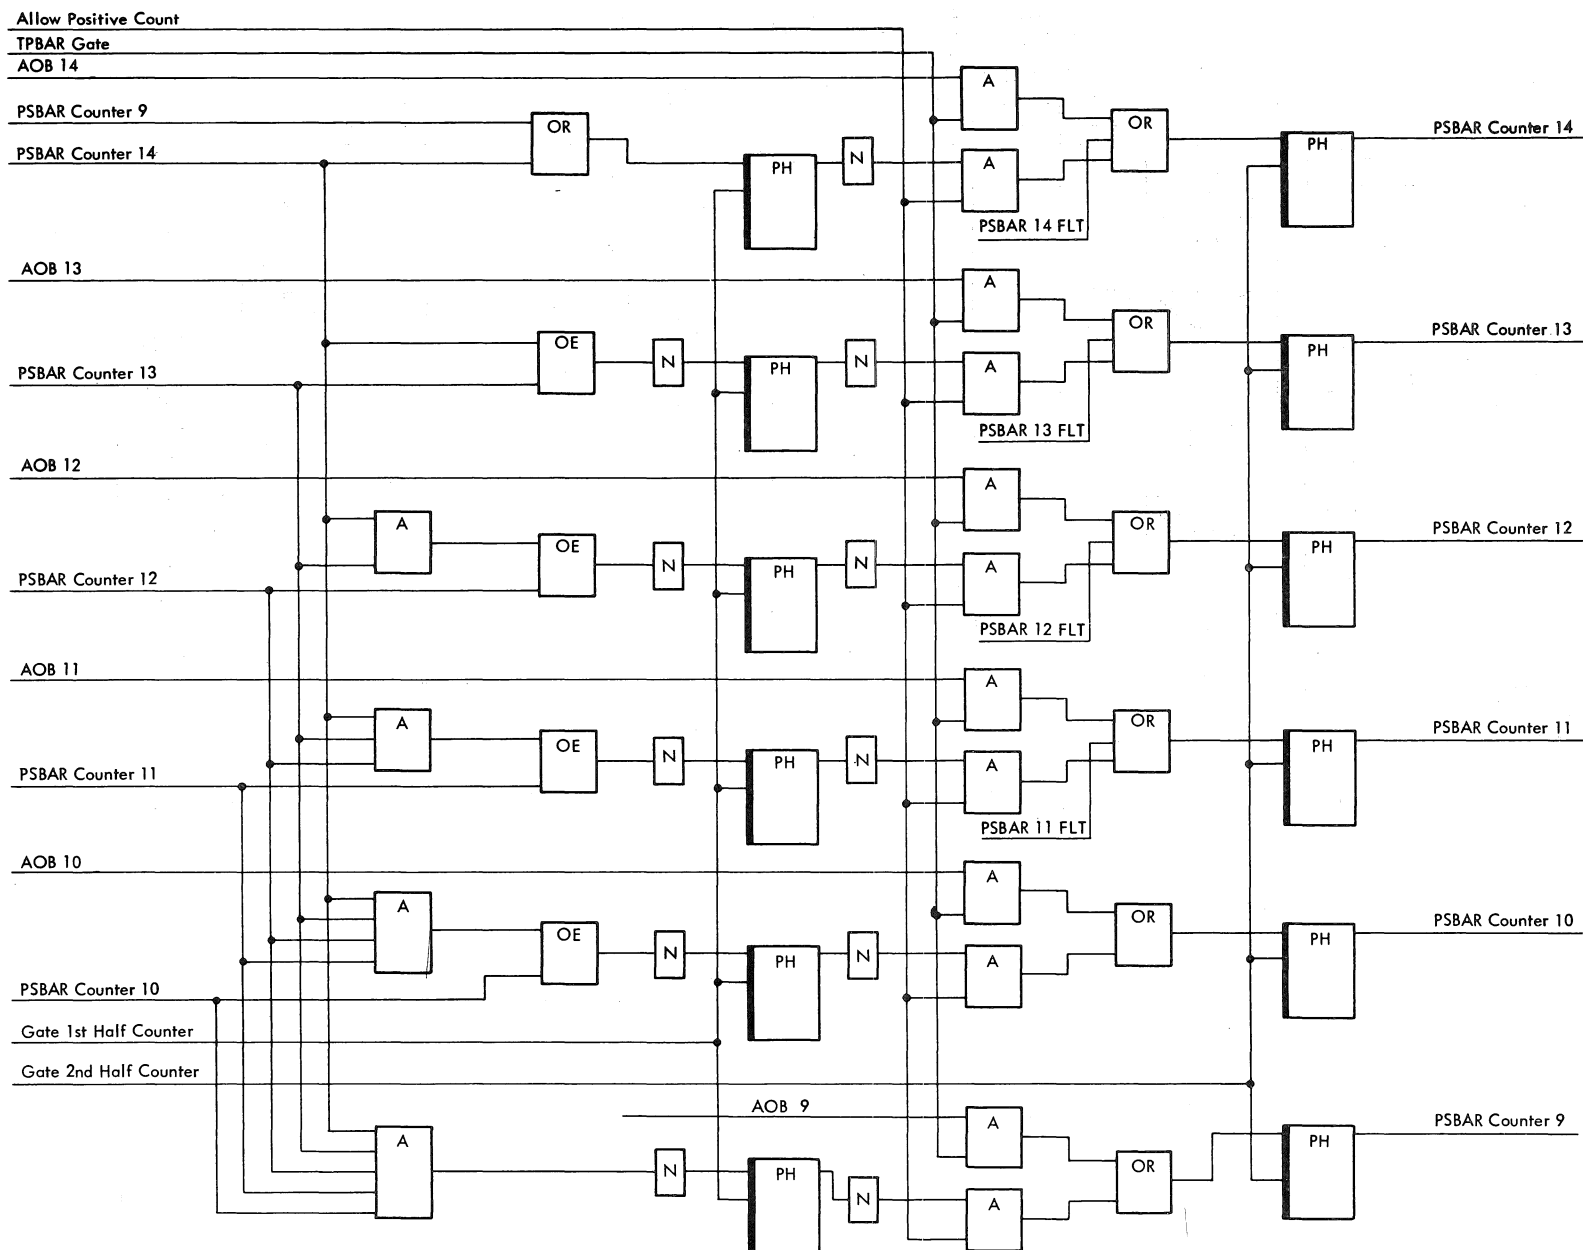 Allow Positive Count
TPBAR Gate
AOB 14
A
PSBAR Counter 9
OR
OR
PSBAR Counter 14
PSBAR Counter 14
PH
N
A
PH
PSBAR 14 FLT
AOB 13
A
OR
PSBAR Counter 13
OE
N
PH
N
A
PH
PSBAR Counter 13
PSBAR 13 FLT
AOB 12
A
OR
PSBAR Counter 12
A
OE
N
PH
N
A
PH
PSBAR Counter 12
PSBAR 12 FLT
AOB 11
A
OR
PSBAR Counter 11
A
OE
N
PH
N
A
PH
PSBAR Counter 11
PSBAR 11 FLT
AOB 10
A
OR
PSBAR Counter 10
A
OE
N
PH
N
A
PH
PSBAR Counter 10
Gate 1st Half Counter
Gate 2nd Half Counter
AOB 9
A
PSBAR Counter 9
A
N
PH
N
A
OR
PH